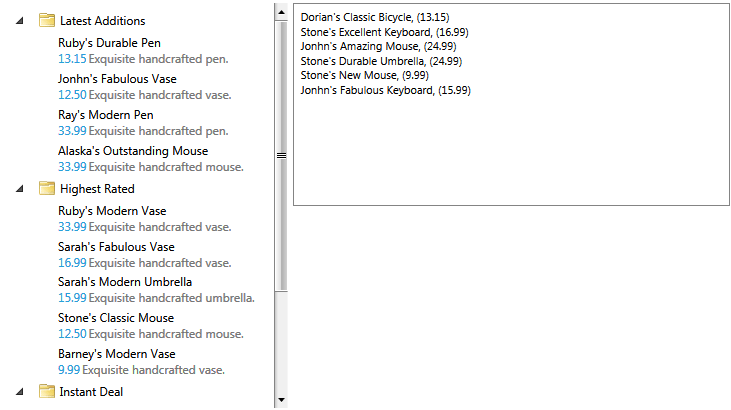 Latest Additions
Ruby's Durable Pen
13.15 Exquisite handcrafted pen.
Jonhn's Fabulous Vase
12.50 Exquisite handcrafted vase.
Ray's Modern Pen
33.99 Exquisite handcrafted pen.
Alaska's Outstanding Mouse
33.99 Exquisite handcrafted mouse.
Highest Rated
Ruby's Modern Vase
33.99 Exquisite handcrafted vase.
Sarah's Fabulous Vase
16.99 Exquisite handcrafted vase.
Sarah's Modern Umbrella
15.99 Exquisite handcrafted umbrella.
Stone's Classic Mouse
12.50 Exquisite handcrafted mouse.
Barney's Modern Vase
9.99 Exquisite handcrafted vase.
Instant Deal
Dorian's Classic Bicycle, (13.15)
Stone's Excellent Keyboard, (16.99)
Jonhn's Amazing Mouse, (24.99)
Stone's Durable Umbrella, (24.99)
Stone's New Mouse, (9.99)
Jonhn's Fabulous Keyboard, (15.99)